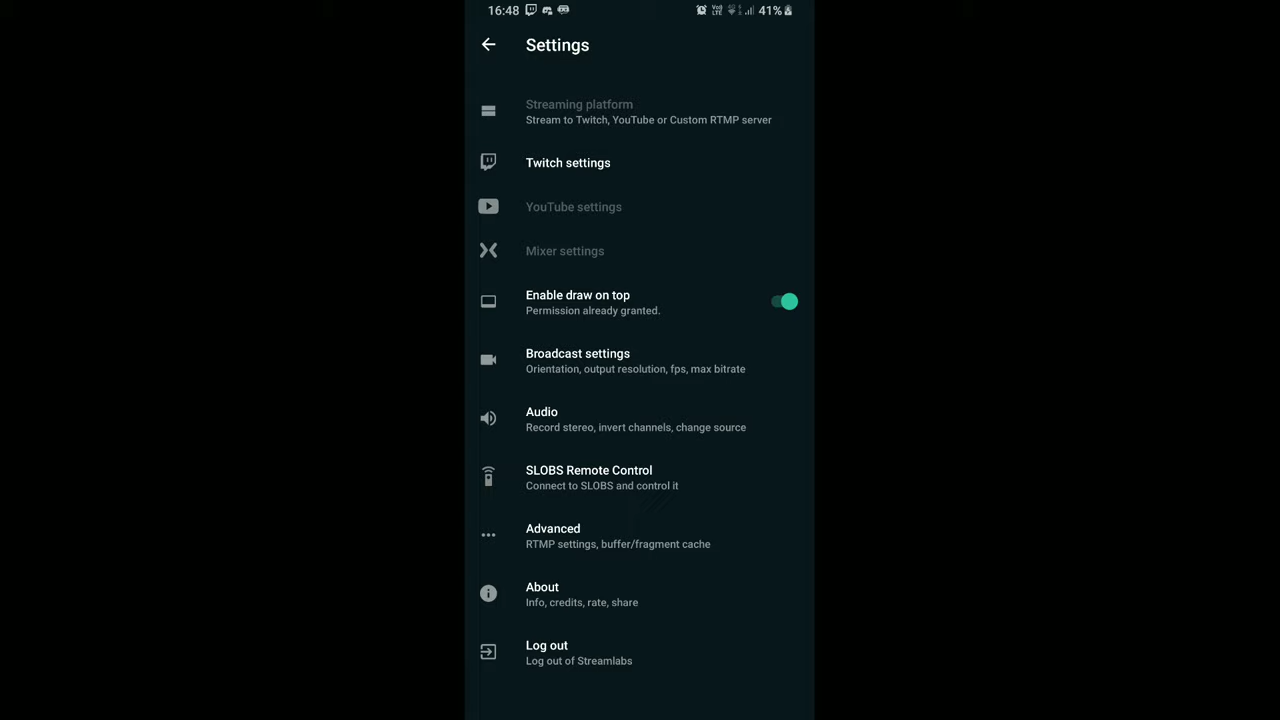 16:48 41%
Settings
Streaming platform
Stream to Twitch, YouTube or Custom RTMP server
Twitch settings
YouTube settings
Mixer settings
Enable draw on top
Permission already granted.
Broadcast settings
Orientation, output resolution, fps, max bitrate
Audio
Record stereo, invert channels, change source
SLOBS Remote Control
Connect to SLOBS and control it
Advanced
RTMP settings, buffer/fragment cache
About
Info, credits, rate, share
Log out
Log out of Streamlabs